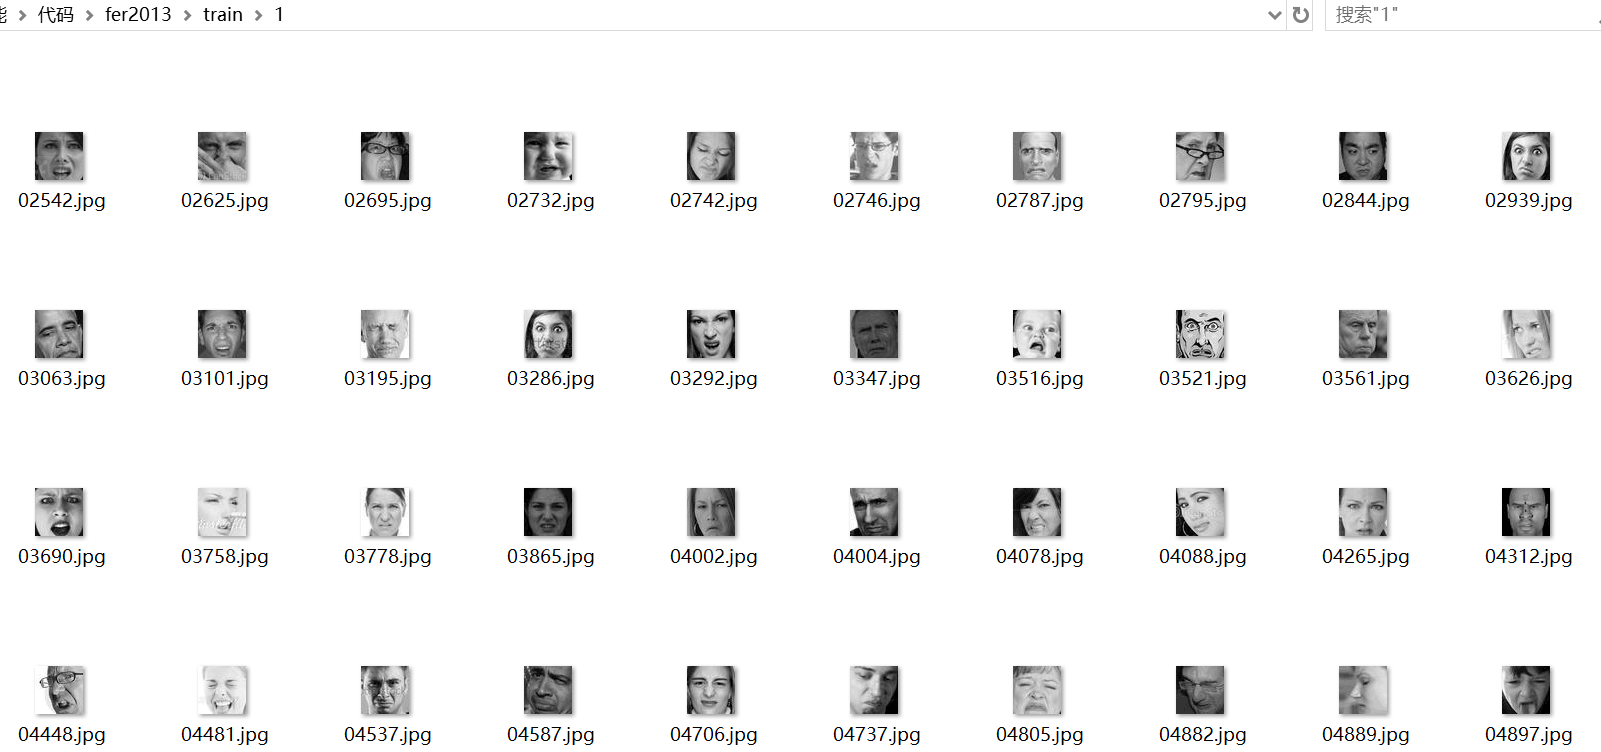 能 > 代码 > fer2013 > train > 1
搜索"1"
02542.jpg 02625.jpg 02695.jpg 02732.jpg 02742.jpg 02746.jpg 02787.jpg 02795.jpg 02844.jpg 02939.jpg
03063.jpg 03101.jpg 03195.jpg 03286.jpg 03292.jpg 03347.jpg 03516.jpg 03521.jpg 03561.jpg 03626.jpg
03690.jpg 03758.jpg 03778.jpg 03865.jpg 04002.jpg 04004.jpg 04078.jpg 04088.jpg 04265.jpg 04312.jpg
04448.jpg 04481.jpg 04537.jpg 04587.jpg 04706.jpg 04737.jpg 04805.jpg 04882.jpg 04889.jpg 04897.jpg